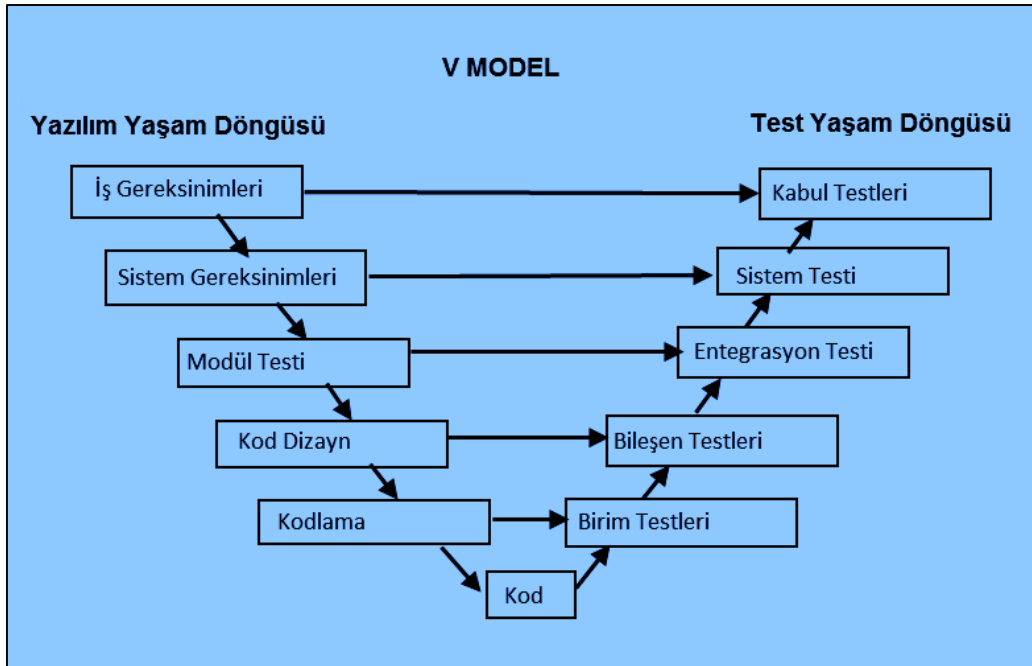 V MODEL
Yazılım Yaşam Döngüsü
Test Yaşam Döngüsü
İş Gereksinimleri
Kabul Testleri
Sistem Gereksinimleri
Sistem Testi
Modül Testi
Entegrasyon Testi
Kod Dizayn
Bileşen Testleri
Kodlama
Birim Testleri
Kod